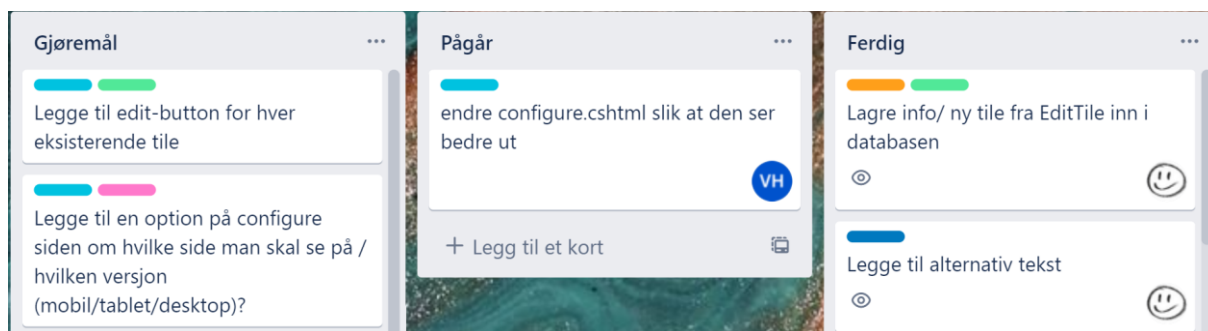 Gjøremål
Legge til edit-button for hver
eksisterende tile
Legge til en option på configure
siden om hvilke side man skal se på /
hvilken versjon
(mobil/tablet/desktop)?
Pågår
endre configure.cshtml slik at den ser
bedre ut
VH
+ Legg til et kort
Ferdig
Lagre info/ ny tile fra EditTile inn i
databasen
Legge til alternativ tekst